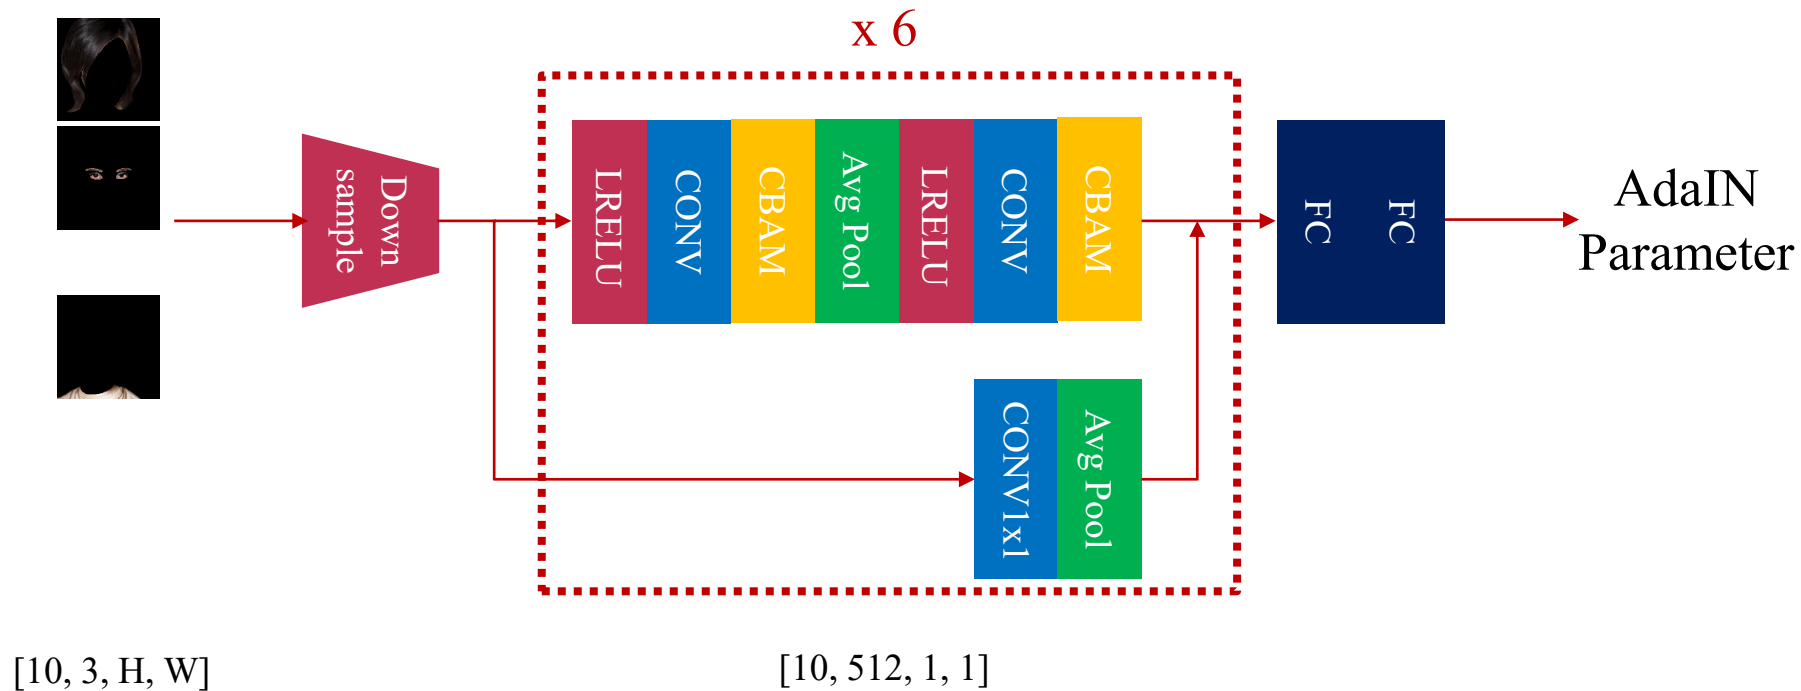 x 6
Down
sample
LRELU
CONV
CBAM
Avg Pool
LRELU
CONV
CBAM
CONV1x1
Avg Pool
FC
FC
AdaIN
Parameter
[10, 3, H, W]
[10, 512, 1, 1]